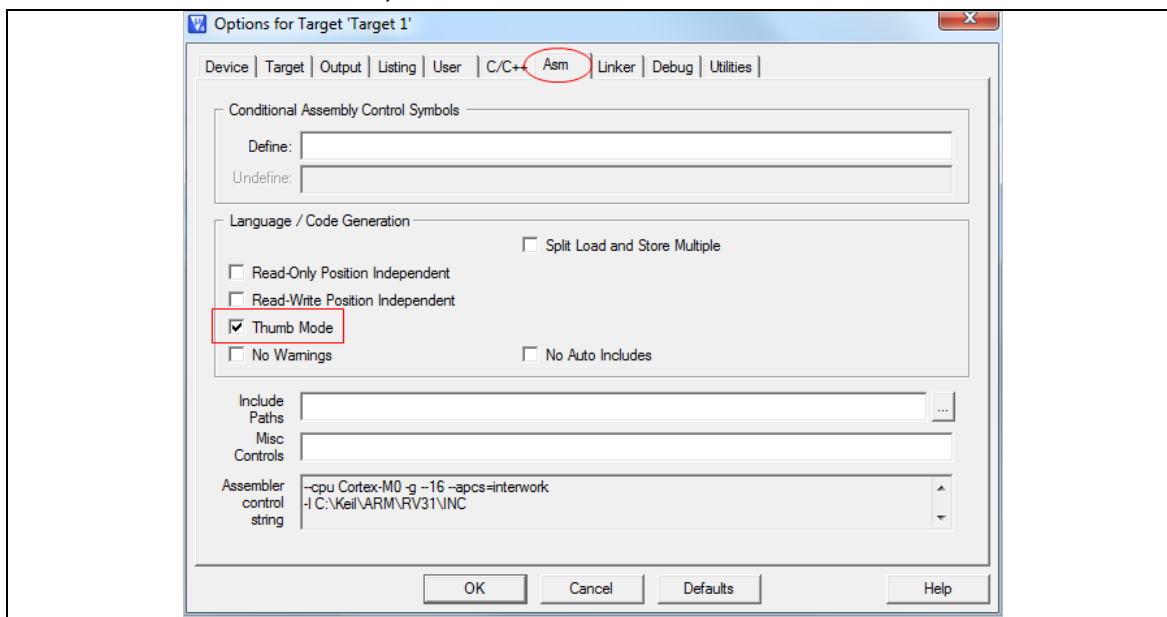 Options for Target 'Target 1'
Device Target Output Listing User C/C++ Asm Linker Debug Utilities
Conditional Assembly Control Symbols
Define:
Undefine:
Language / Code Generation
Split Load and Store Multiple
Read-Only Position Independent
Read-Write Position Independent
Thumb Mode
No Warnings No Auto Includes
Include
Paths
...
Misc
Controls
Assembler
control
string
--cpu Cortex-M0 -g --16 --apcs=interwork
-I C:\Keil\ARM\RV31\INC
OK Cancel Defaults Help